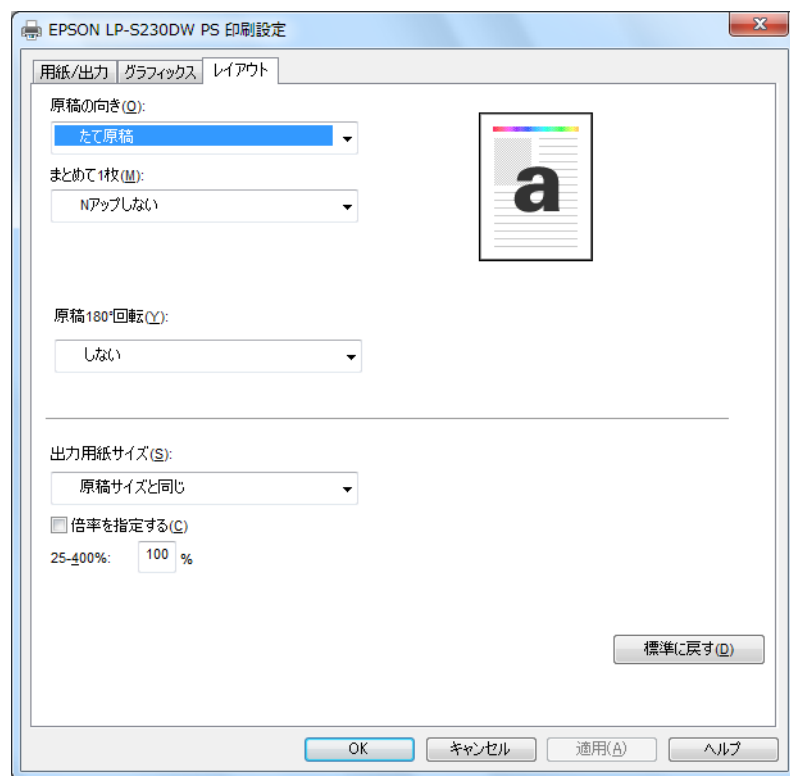 EPSON LP-S230DW PS 印刷設定
用紙/出力 グラフィックス レイアウト
原稿の向き(O):
たて原稿
まとめて1枚(M):
Nアップしない
a
原稿180°回転(Y):
しない
出力用紙サイズ(S):
原稿サイズと同じ
倍率を指定する(C)
25-400%: 100 %
標準に戻す(D)
OK キャンセル 適用(A) ヘルプ